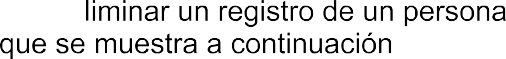 liminar un registro de un persona
que se muestra a continuación